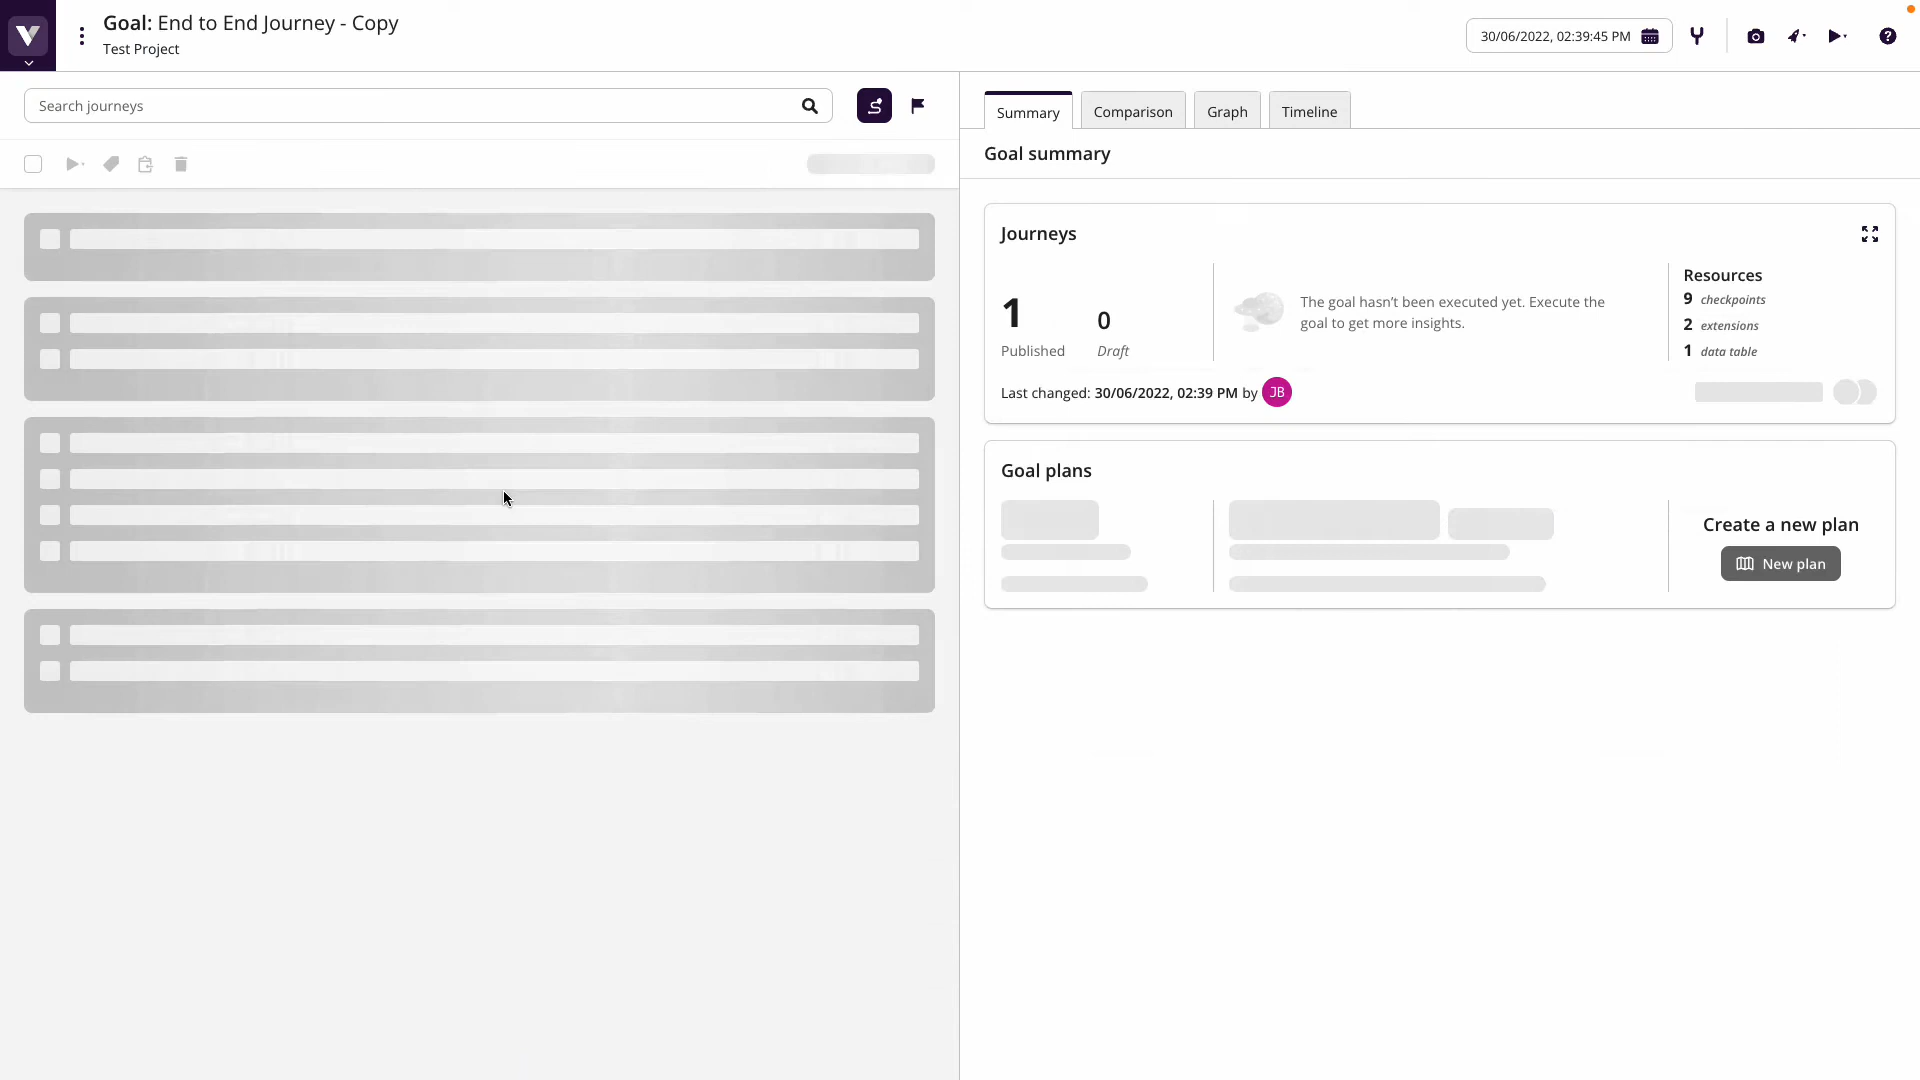 Goal: End to End Journey - Copy
Test Project
30/06/2022, 02:39:45 PM
Search journeys
Summary
Comparison
Graph
Timeline
Goal summary
Journeys
1
Published
0
Draft
The goal hasn't been executed yet. Execute the
goal to get more insights.
Resources
9 checkpoints
2 extensions
1 data table
Last changed: 30/06/2022, 02:39 PM by JB
Goal plans
Create a new plan
New plan